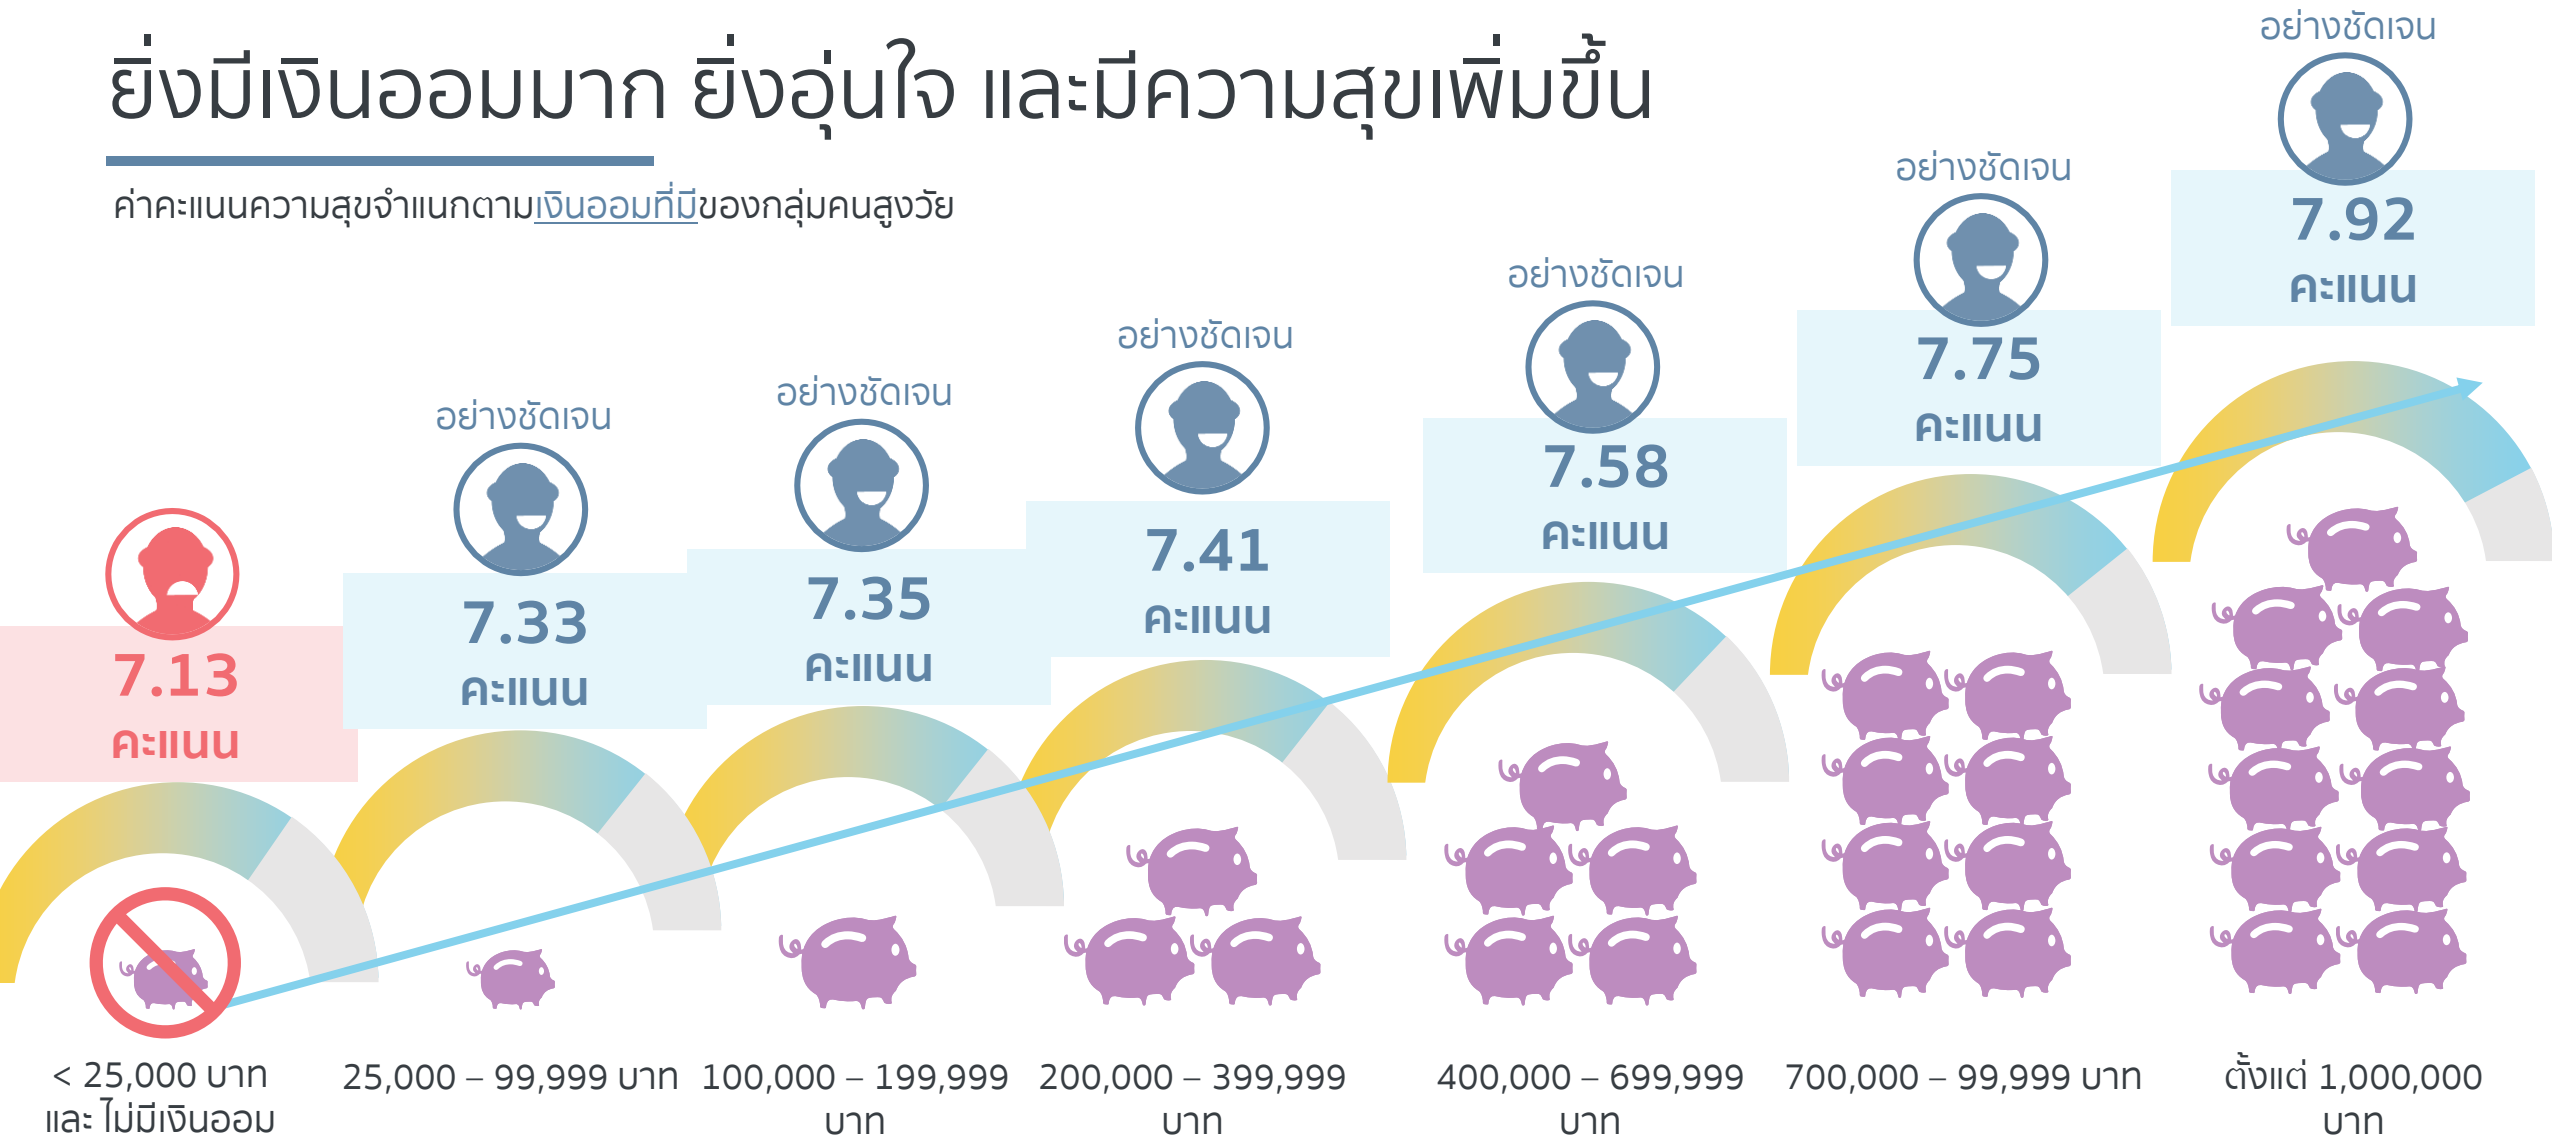 ยิ่งมีเงินออมมาก ยิ่งอุ่นใจ และมีความสุขเพิ่มขึ้น
ค่าคะแนนความสุขจำแนกตามเงินออมที่มีของกลุ่มคนสูงวัย
7.13
คะแนน
< 25,000 บาท
และ ไม่มีเงินออม
อย่างชัดเจน
7.33
คะแนน
25,000 – 99,999 บาท
อย่างชัดเจน
7.35
คะแนน
100,000 – 199,999
บาท
อย่างชัดเจน
7.41
คะแนน
200,000 – 399,999
บาท
อย่างชัดเจน
7.58
คะแนน
400,000 – 699,999
บาท
อย่างชัดเจน
7.75
คะแนน
700,000 – 99,999 บาท
อย่างชัดเจน
7.92
คะแนน
ตั้งแต่ 1,000,000
บาท